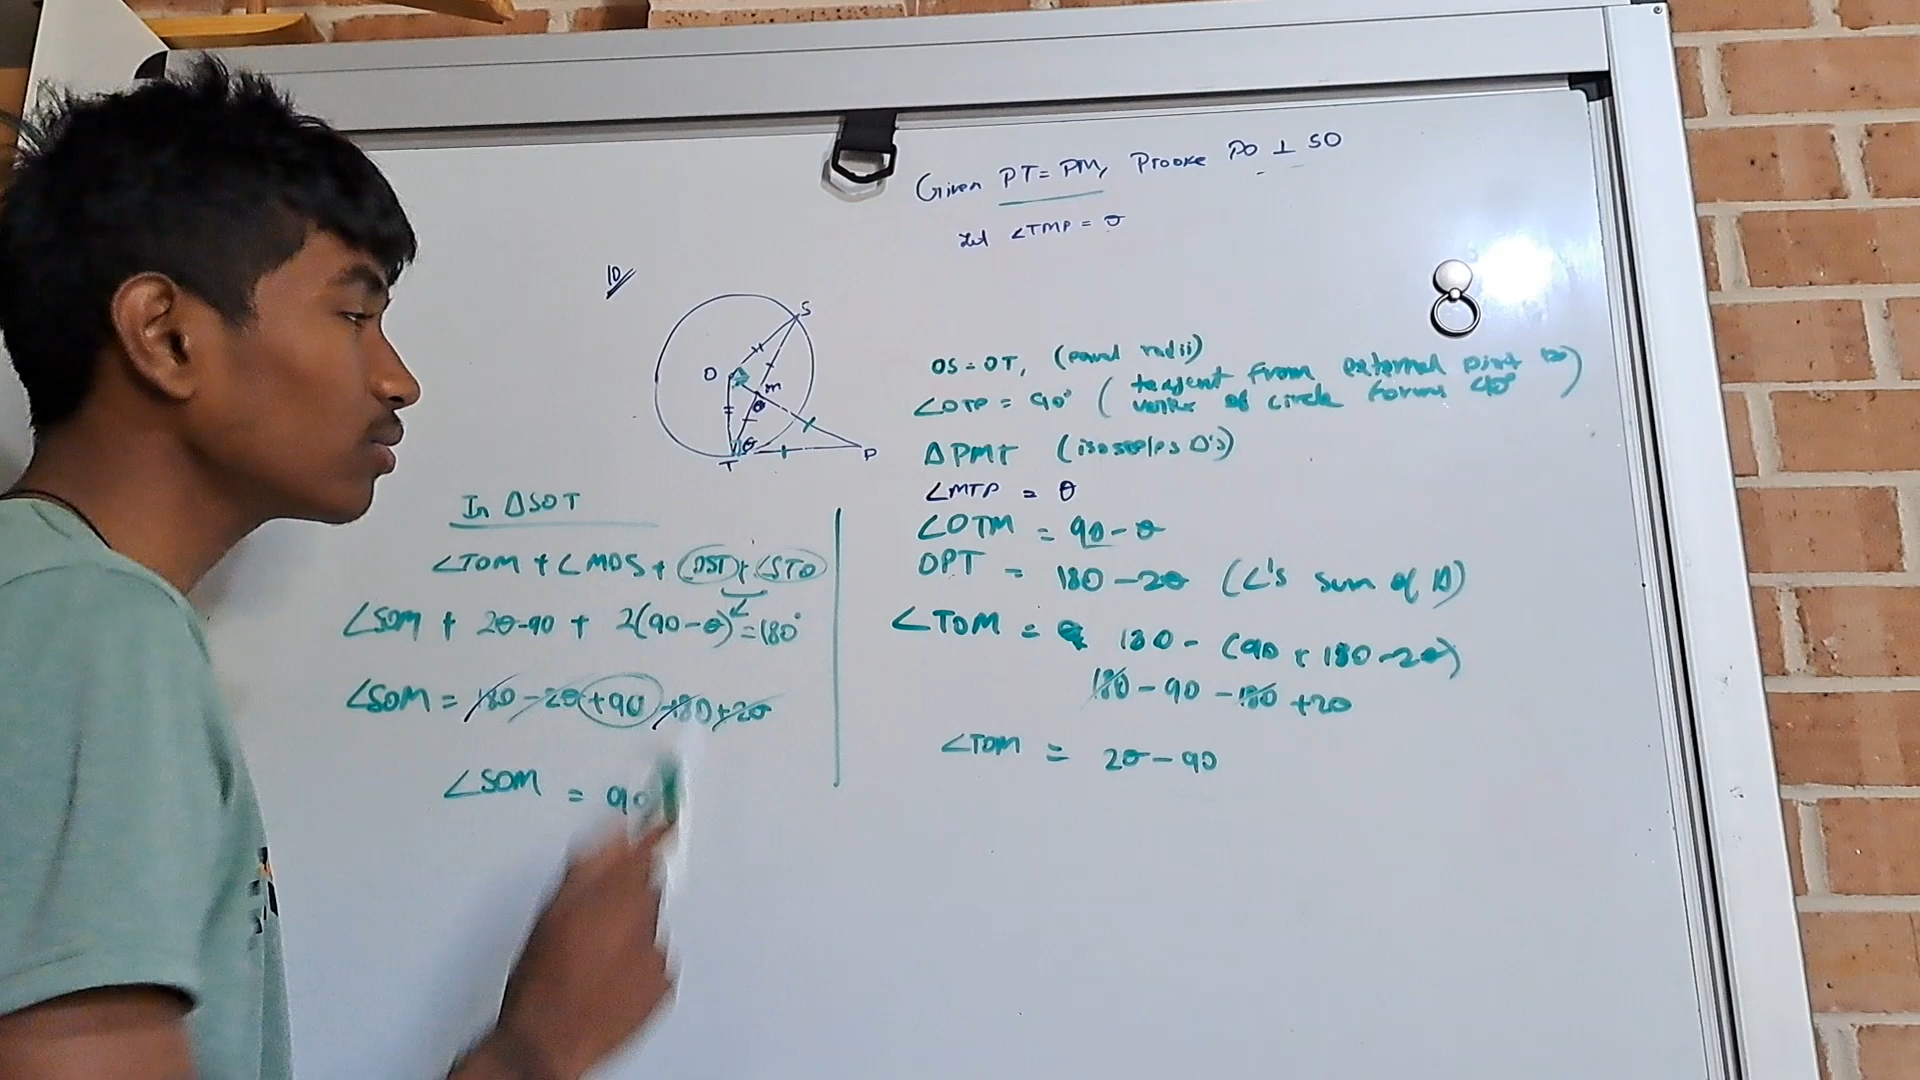 Given PT = PM, Proove PO ⊥ SO
Let ∠TMP = θ
10
S
O
M
θ
θ
T
P
OS = OT, (equal radii)
∠OTP = 90° ( tangent from external point to
of circle forms 90° )
ΔPMT (isosceles Δ's)
∠MTP = θ
∠OTM = 90 - θ
OPT = 180 - 2θ (∠'s sum of Δ)
∠TOM = 180 - (90 + 180 - 2θ)
180 - 90 - 180 + 2θ
∠TOM = 2θ - 90
In ΔSOT
∠TOM + ∠MOS + OST + ∠STO
∠SOM + 2θ-90 + 2(90-θ) = 180°
∠SOM = 180 - 2θ + 90 - 180 + 2θ
∠SOM = 90